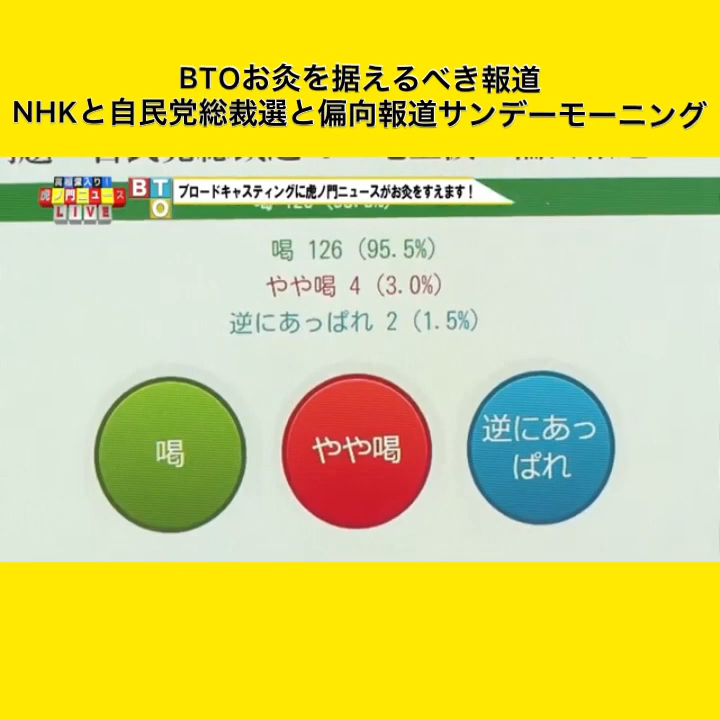 BTOお灸を据えるべき報道
NHKと自民党総裁選と偏向報道サンデーモーニング
真相深入り!
虎ノ門ニュース
LIVE
BTO
ブロードキャスティングに虎ノ門ニュースがお灸をすえます!
喝 126 (95.5%)
やや喝 4 (3.0%)
逆にあっぱれ 2 (1.5%)
喝
やや喝
逆にあっ
ぱれ